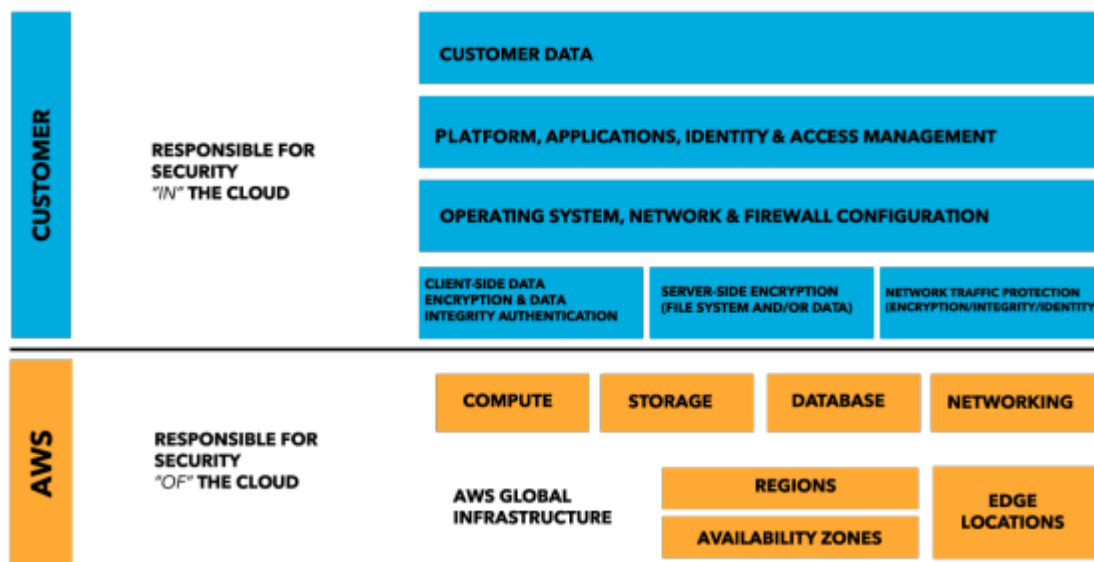 CUSTOMER
RESPONSIBLE FOR
SECURITY
"IN" THE CLOUD
CUSTOMER DATA
PLATFORM, APPLICATIONS, IDENTITY & ACCESS MANAGEMENT
OPERATING SYSTEM, NETWORK & FIREWALL CONFIGURATION
CLIENT-SIDE DATA
ENCRYPTION & DATA
INTEGRITY AUTHENTICATION
SERVER-SIDE ENCRYPTION
(FILE SYSTEM AND/OR DATA)
NETWORK TRAFFIC PROTECTION
(ENCRYPTION/INTEGRITY/IDENTITY
AWS
RESPONSIBLE FOR
SECURITY
"OF" THE CLOUD
COMPUTE
STORAGE
DATABASE
NETWORKING
AWS GLOBAL
INFRASTRUCTURE
REGIONS
AVAILABILITY ZONES
EDGE
LOCATIONS